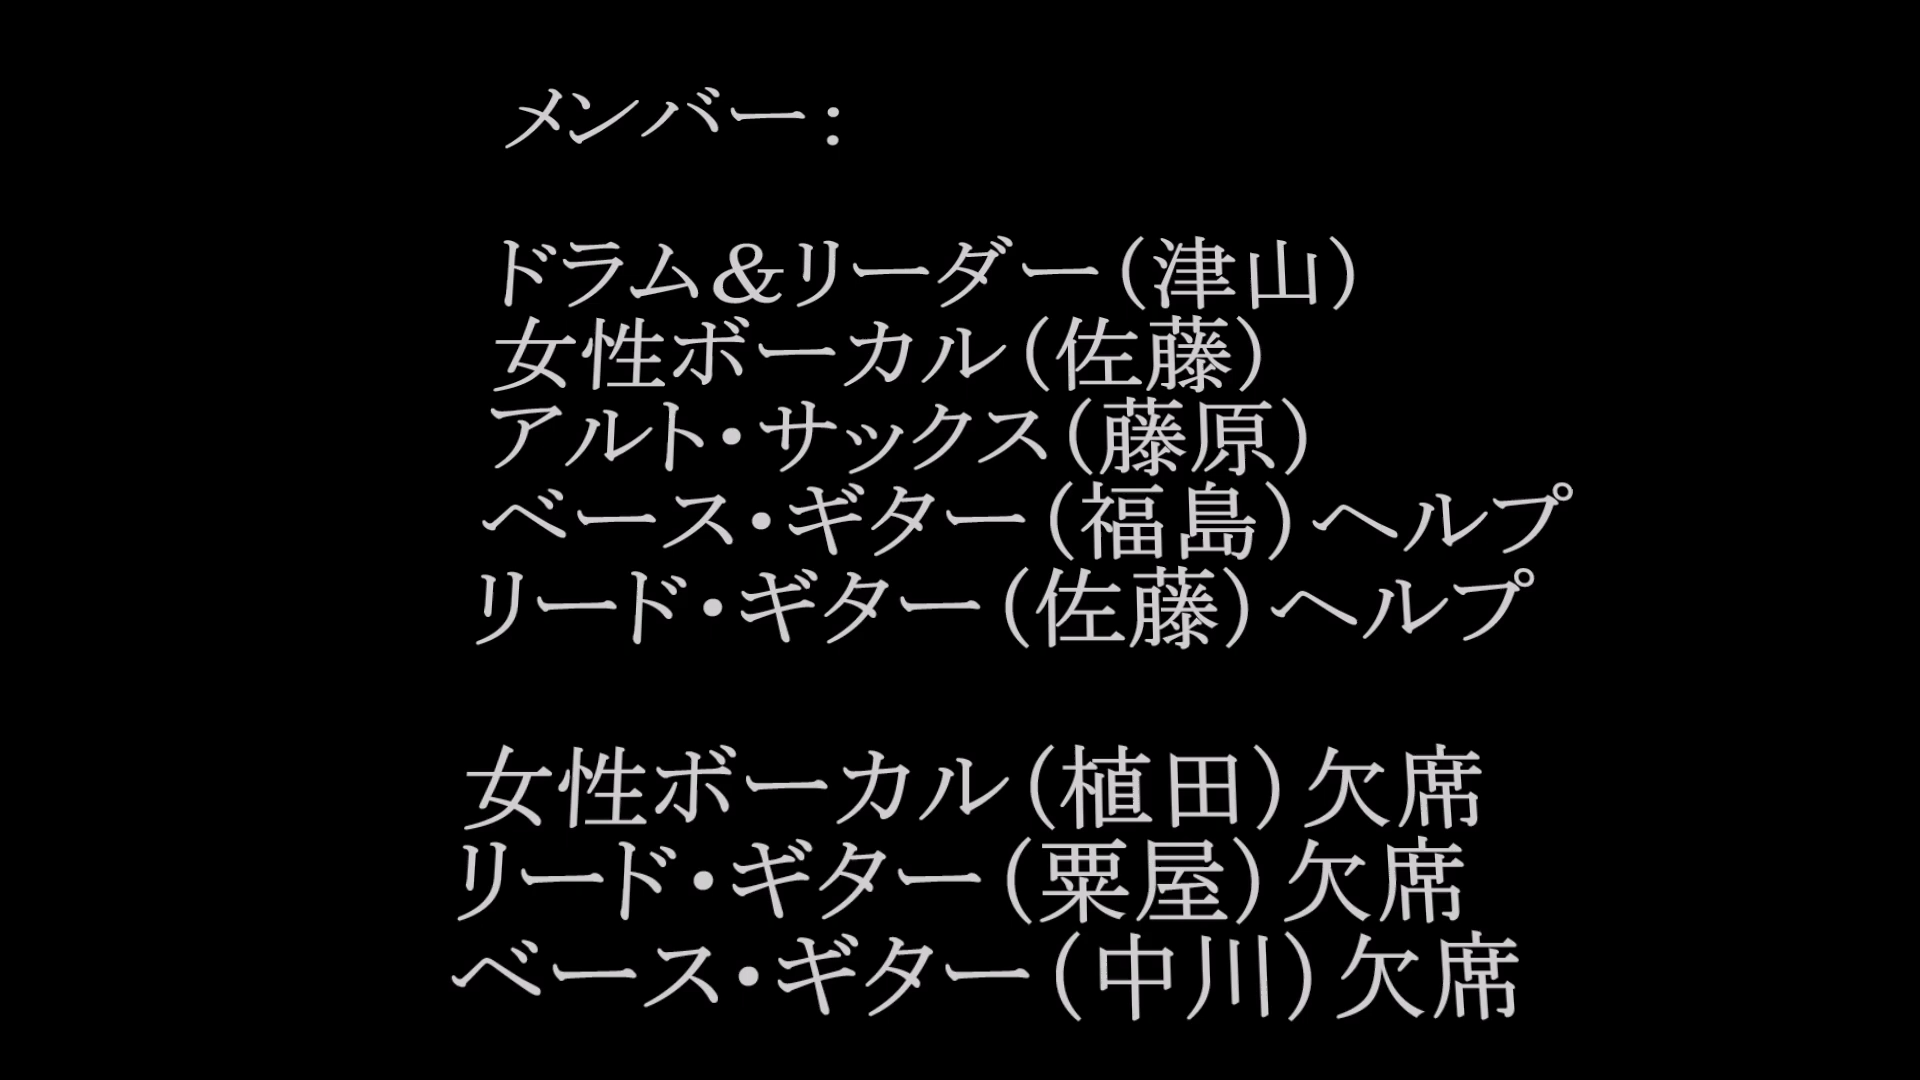 メンバー：
ドラム＆リーダー（津山）
女性ボーカル（佐藤）
アルト・サックス（藤原）
ベース・ギター（福島）ヘルプ
リード・ギター（佐藤）ヘルプ
女性ボーカル（植田）欠席
リード・ギター（粟屋）欠席
ベース・ギター（中川）欠席